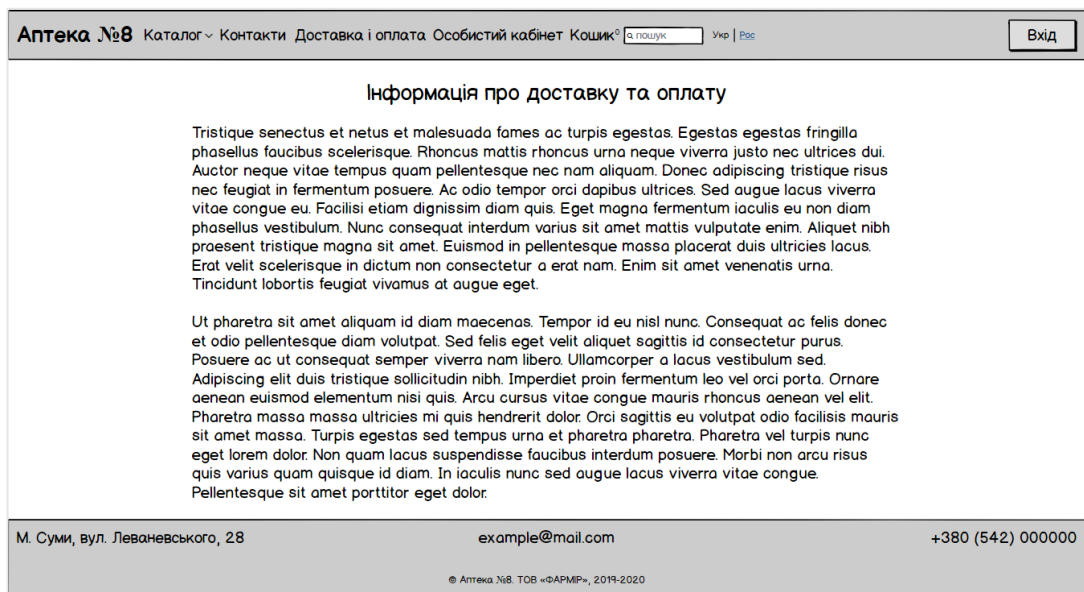 Аптека №8 Каталог Контакти Доставка і оплата Особистий кабінет Кошик⁰ пошук Укр | Рос Вхід
Інформація про доставку та оплату
Tristique senectus et netus et malesuada fames ac turpis egestas. Egestas egestas fringilla
phasellus faucibus scelerisque. Rhoncus mattis rhoncus urna neque viverra justo nec ultrices dui.
Auctor neque vitae tempus quam pellentesque nec nam aliquam. Donec adipiscing tristique risus
nec feugiat in fermentum posuere. Ac odio tempor orci dapibus ultrices. Sed augue lacus viverra
vitae congue eu. Facilisi etiam dignissim diam quis. Eget magna fermentum iaculis eu non diam
phasellus vestibulum. Nunc consequat interdum varius sit amet mattis vulputate enim. Aliquet nibh
praesent tristique magna sit amet. Euismod in pellentesque massa placerat duis ultricies lacus.
Erat velit scelerisque in dictum non consectetur a erat nam. Enim sit amet venenatis urna.
Tincidunt lobortis feugiat vivamus at augue eget.
Ut pharetra sit amet aliquam id diam maecenas. Tempor id eu nisl nunc. Consequat ac felis donec
et odio pellentesque diam volutpat. Sed felis eget velit aliquet sagittis id consectetur purus.
Posuere ac ut consequat semper viverra nam libero. Ullamcorper a lacus vestibulum sed.
Adipiscing elit duis tristique sollicitudin nibh. Imperdiet proin fermentum leo vel orci porta. Ornare
aenean euismod elementum nisi quis. Arcu cursus vitae congue mauris rhoncus aenean vel elit.
Pharetra massa massa ultricies mi quis hendrerit dolor. Orci sagittis eu volutpat odio facilisis mauris
sit amet massa. Turpis egestas sed tempus urna et pharetra pharetra. Pharetra vel turpis nunc
eget lorem dolor. Non quam lacus suspendisse faucibus interdum posuere. Morbi non arcu risus
quis varius quam quisque id diam. In iaculis nunc sed augue lacus viverra vitae congue.
Pellentesque sit amet porttitor eget dolor.
М. Суми, вул. Леваневського, 28 example@mail.com +380 (542) 000000
© Аптека №8. ТОВ «ФАРМІР», 2019-2020